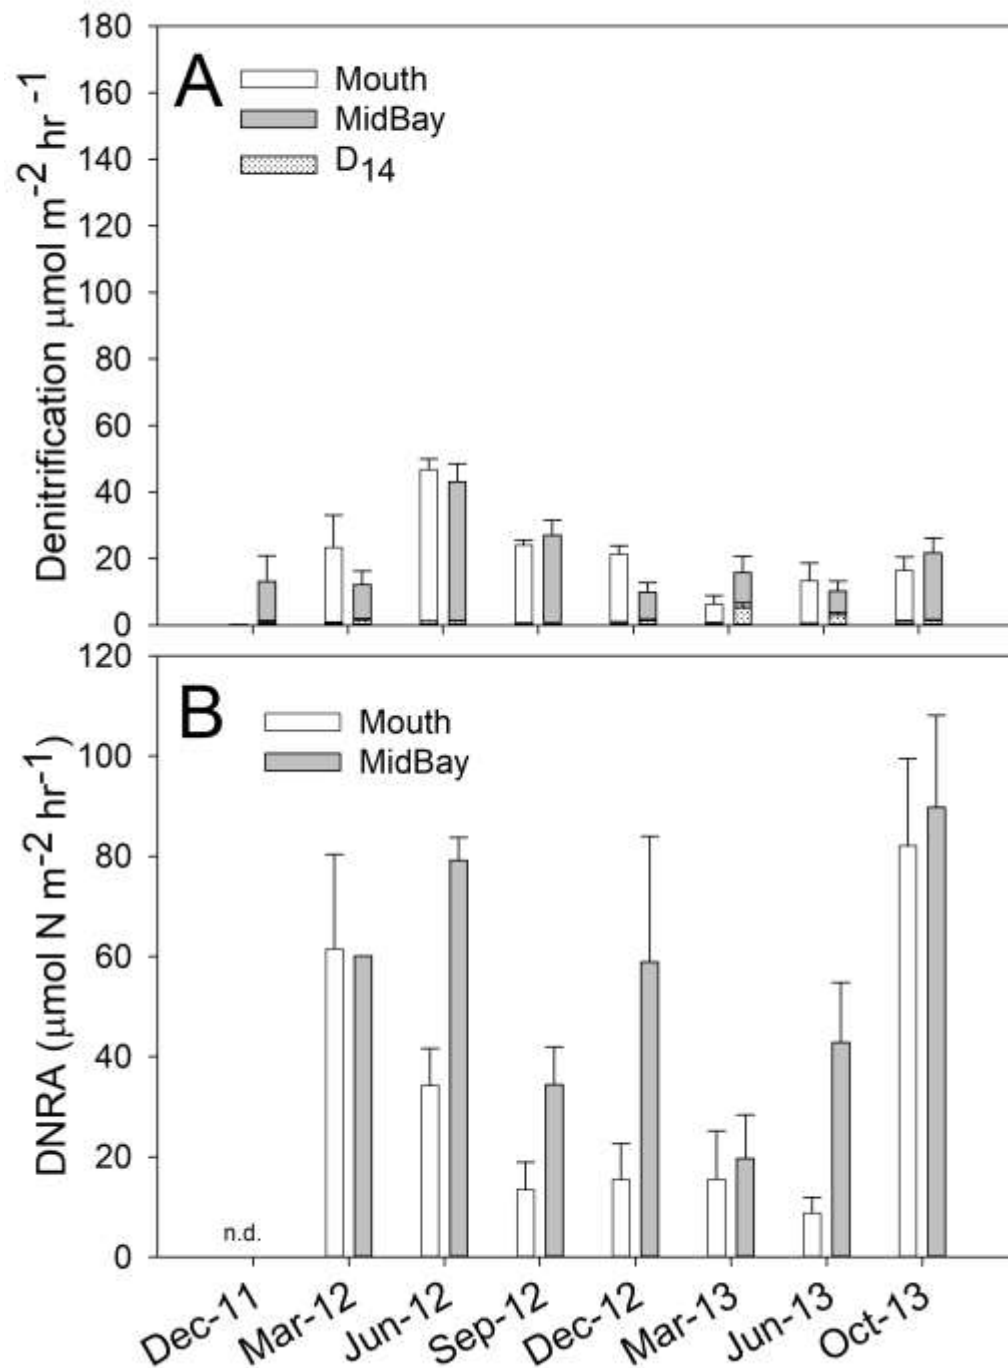 A
Mouth
MidBay
D14
Denitrification μmol m-2 hr -1
180
160
140
120
100
80
60
40
20
0
B
Mouth
MidBay
DNRA (μmol N m-2 hr-1)
120
100
80
60
40
20
0
n.d.
Dec-11
Mar-12
Jun-12
Sep-12
Dec-12
Mar-13
Jun-13
Oct-13